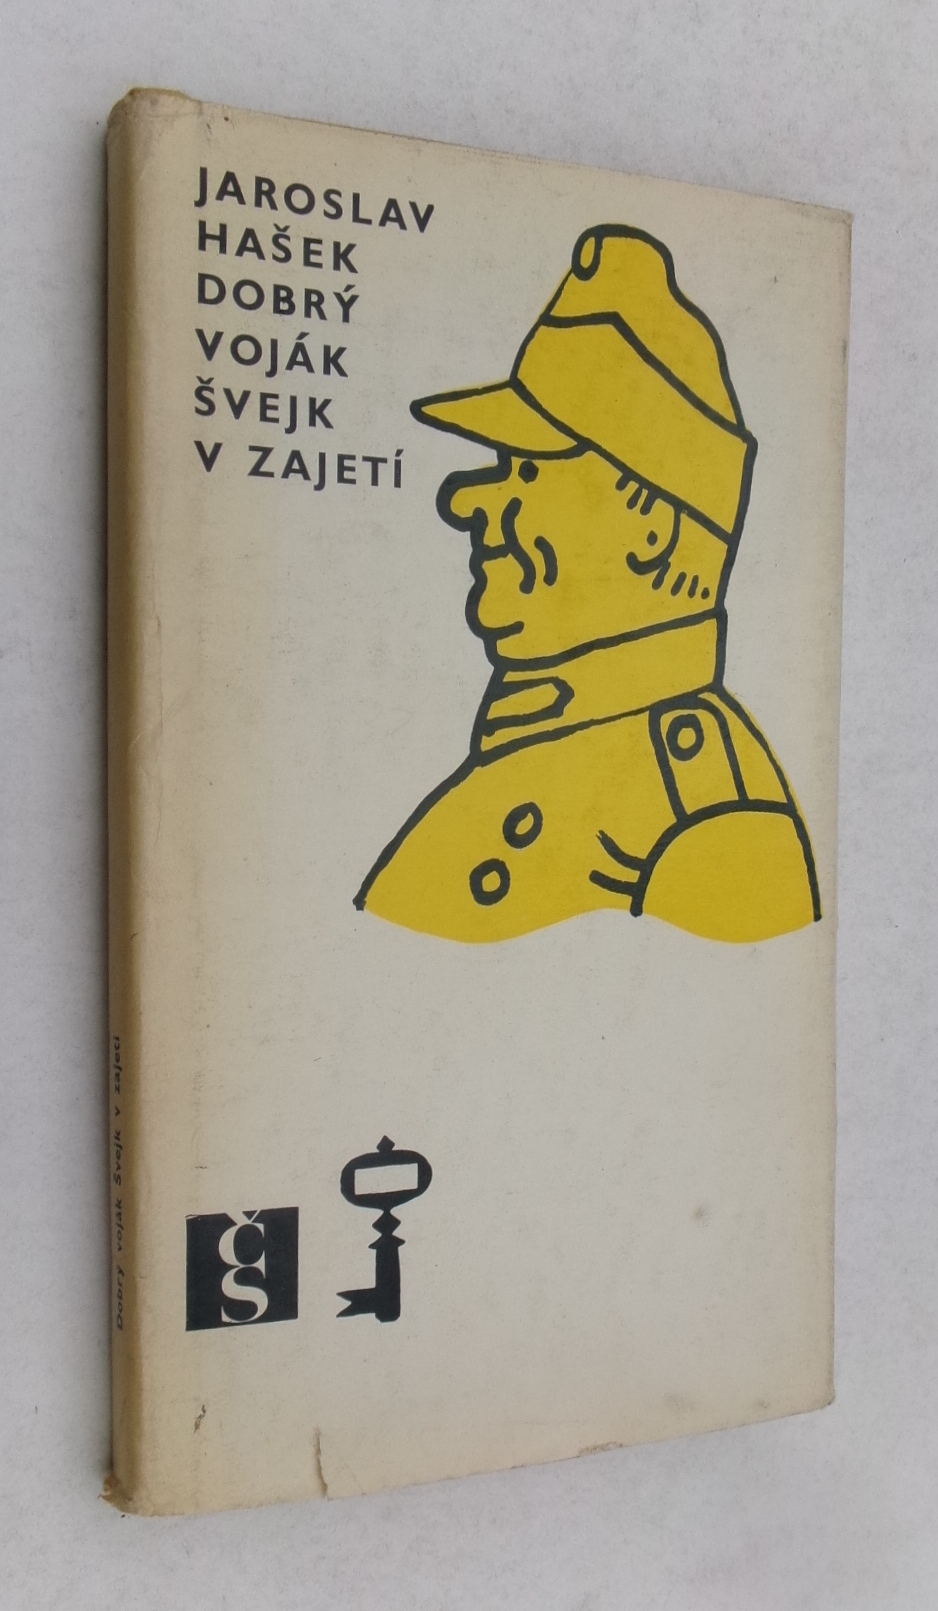 JAROSLAV
HAŠEK
DOBRÝ
VOJÁK
ŠVEJK
V ZAJETÍ
ČS
Dobrý voják Švejk v zajetí